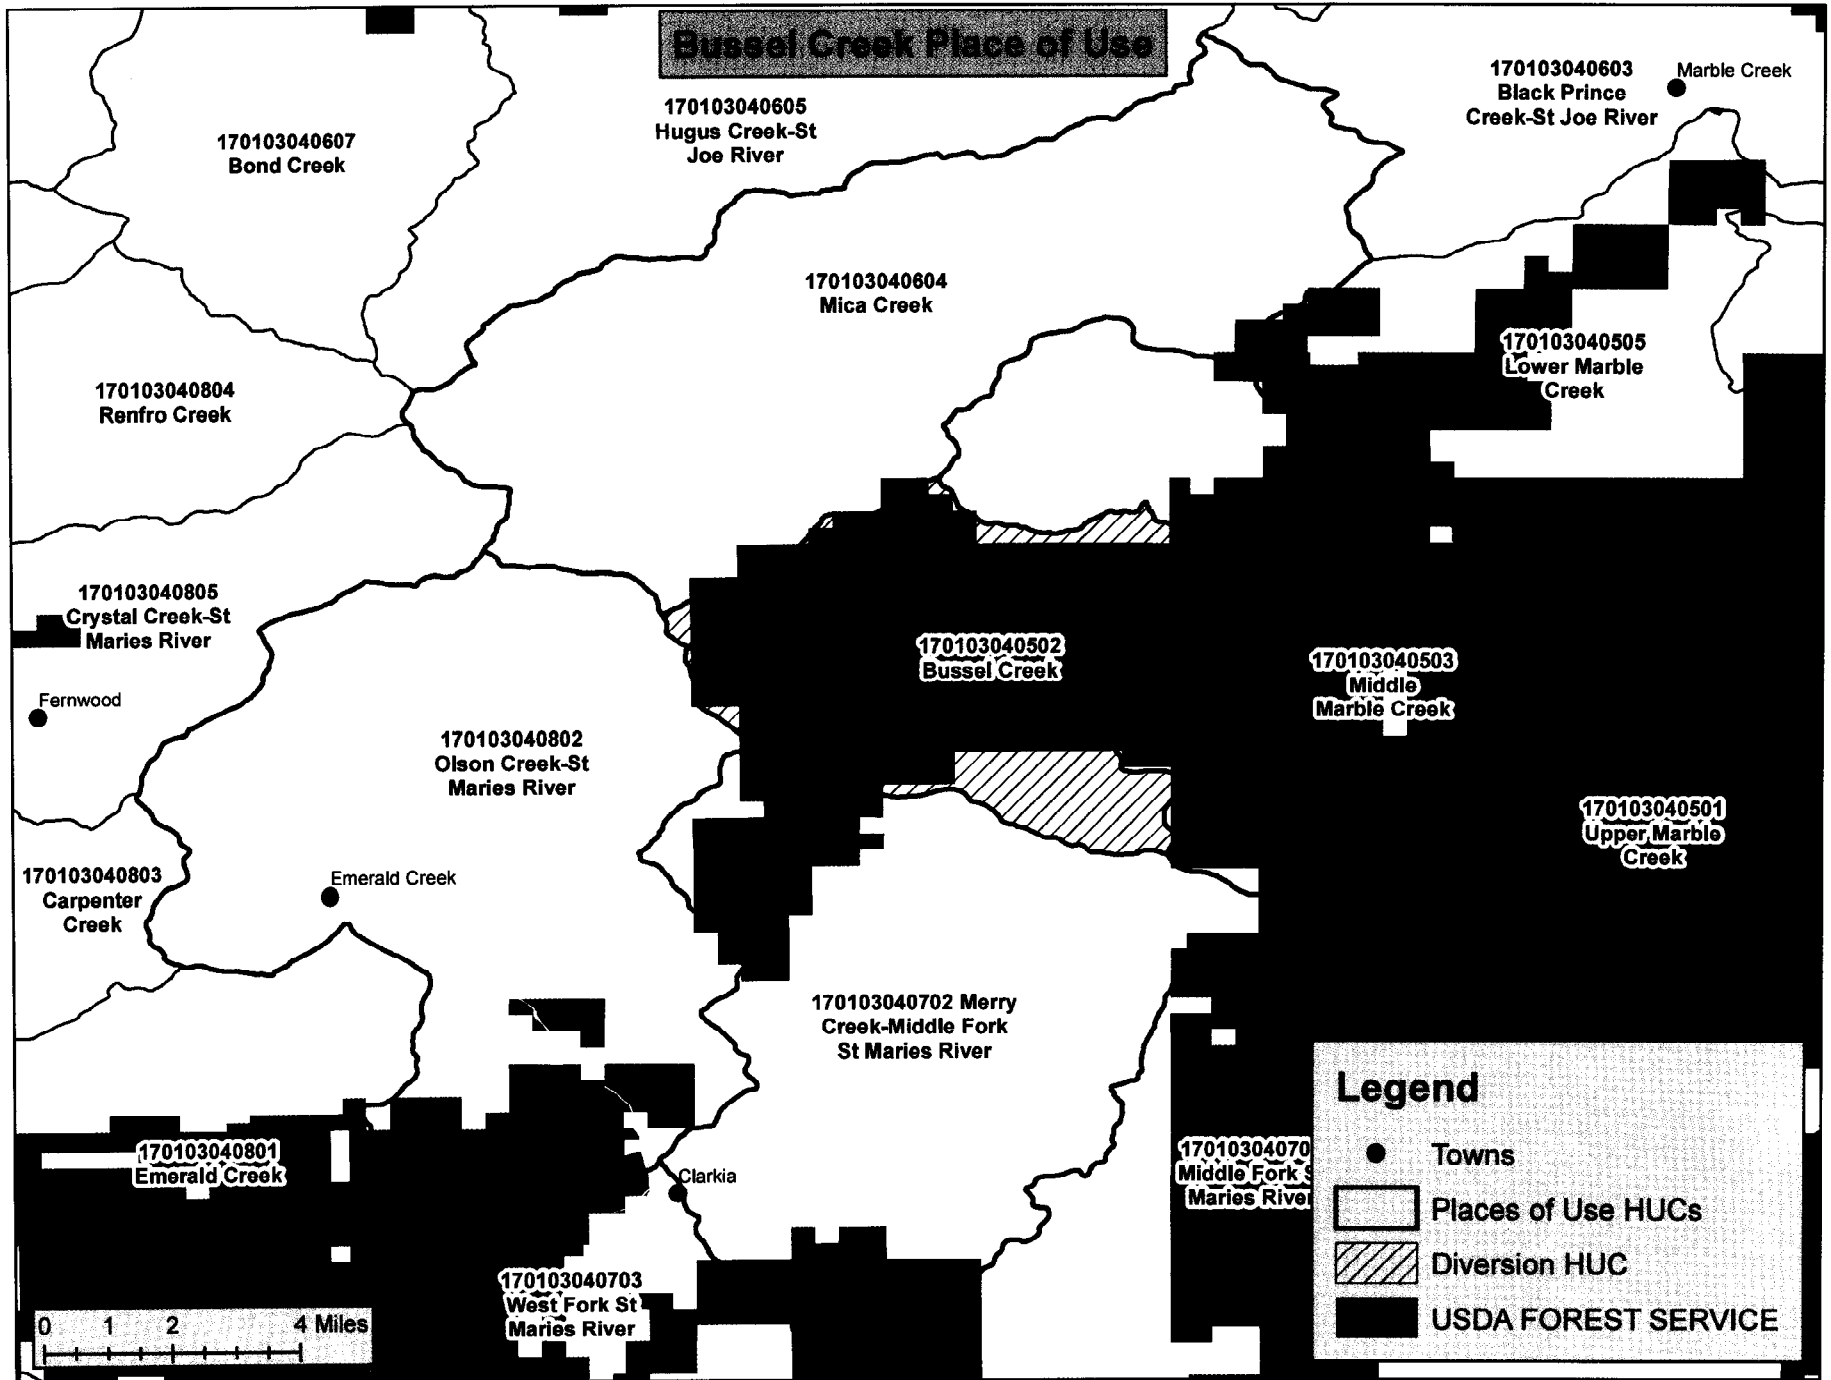 Bussel Creek Place of Use
170103040603
Black Prince
Creek-St Joe River
Marble Creek
170103040605
Hugus Creek-St
Joe River
170103040607
Bond Creek
170103040604
Mica Creek
170103040505
Lower Marble
Creek
170103040804
Renfro Creek
170103040805
Crystal Creek-St
Maries River
170103040502
Bussel Creek
170103040503
Middle
Marble Creek
Fernwood
170103040802
Olson Creek-St
Maries River
170103040501
Upper Marble
Creek
170103040803
Carpenter
Creek
Emerald Creek
170103040702 Merry
Creek-Middle Fork
St Maries River
170103040801
Emerald Creek
Clarkia
17010304070
Middle Fork S
Maries River
170103040703
West Fork St
Maries River
0 1 2 4 Miles
Legend
Towns
Places of Use HUCs
Diversion HUC
USDA FOREST SERVICE